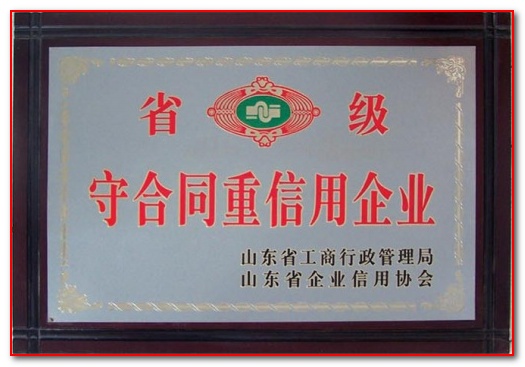 省 级
守合同重信用企业
山东省工商行政管理局
山东省企业信用协会